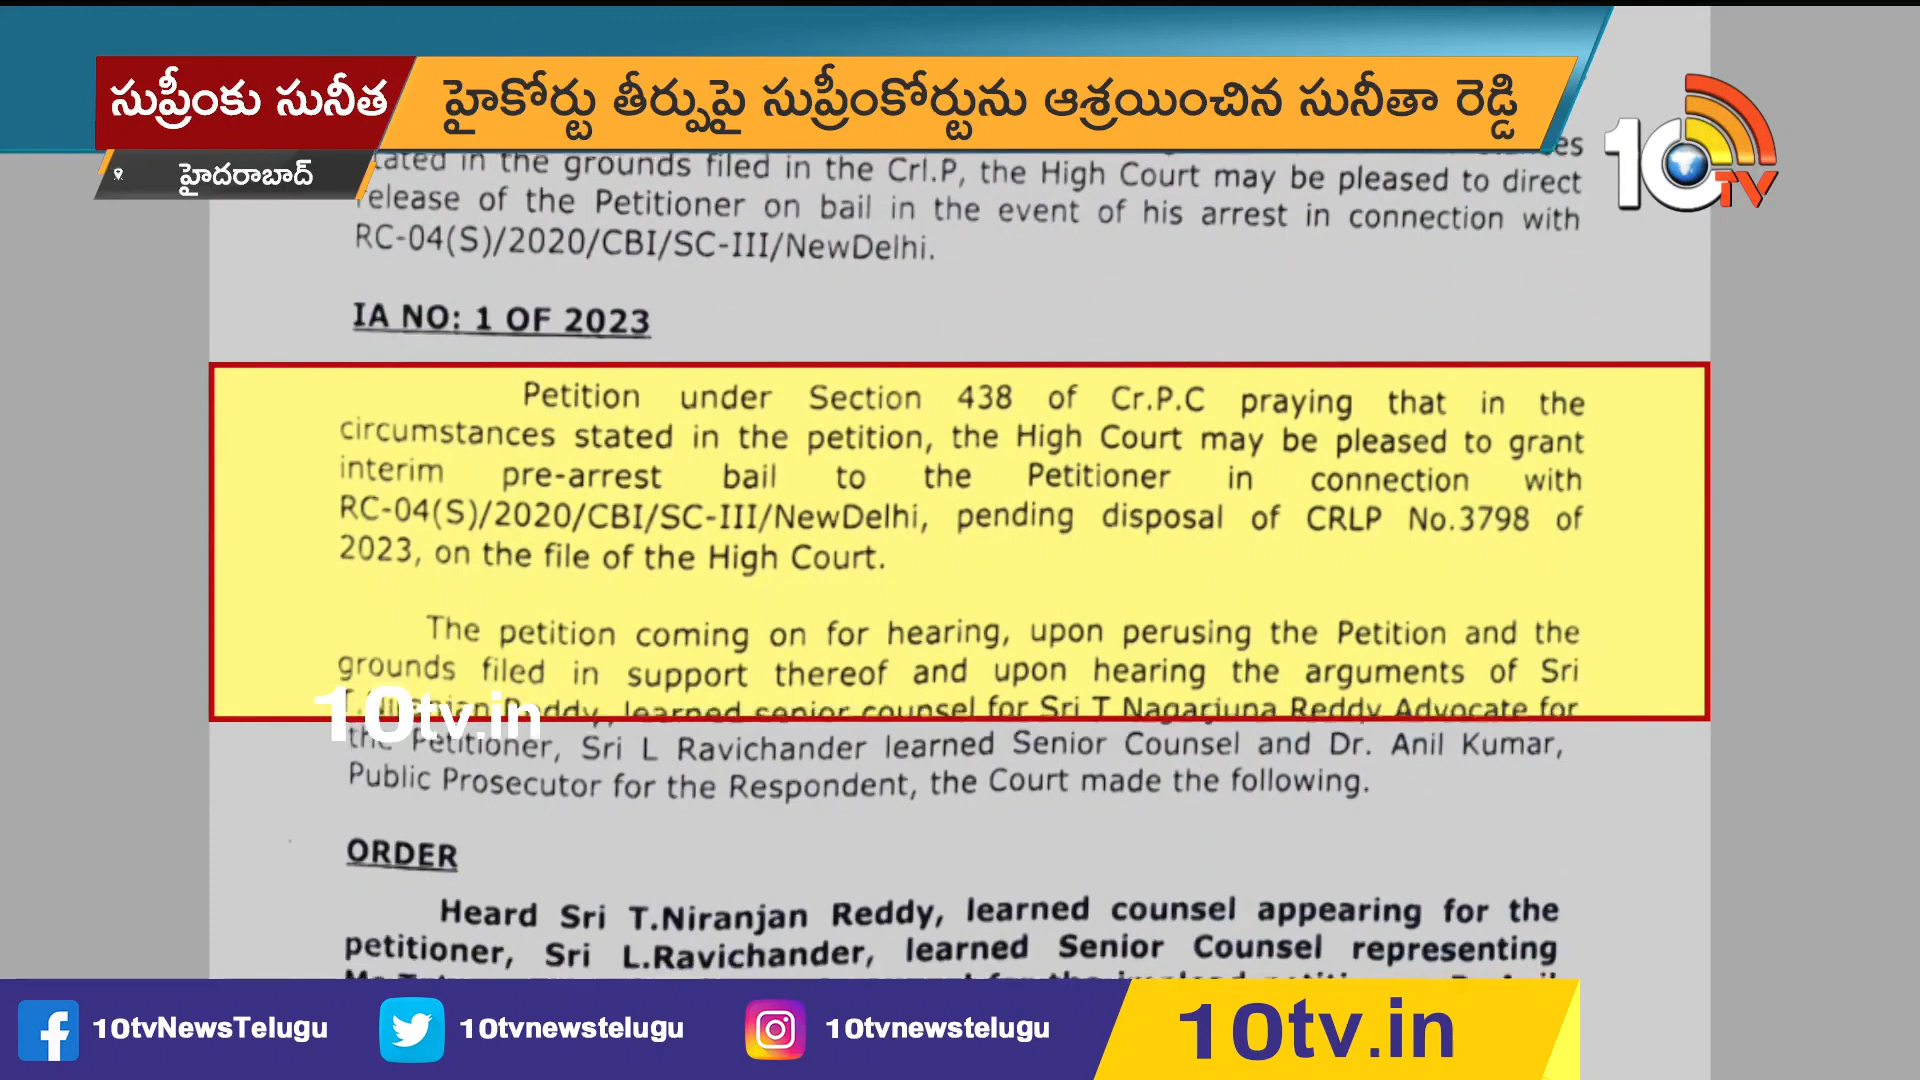 సుప్రీంకు సునీత
హైకోర్టు తీర్పుపై సుప్రీంకోర్టును ఆశ్రయించిన సునీతా రెడ్డి
హైదరాబాద్
10TV
in the grounds filed in the Crl.P, the High Court may be pleased to direct
release of the Petitioner on bail in the event of his arrest in connection with
RC-04(S)/2020/CBI/SC-III/NewDelhi.
IA NO: 1 OF 2023
Petition under Section 438 of Cr.P.C praying that in the
circumstances stated in the petition, the High Court may be pleased to grant
interim pre-arrest bail to the Petitioner in connection with
RC-04(S)/2020/CBI/SC-III/NewDelhi, pending disposal of CRLP No.3798 of
2023, on the file of the High Court.
The petition coming on for hearing, upon perusing the Petition and the
grounds filed in support thereof and upon hearing the arguments of Sri
Reddy, learned senior counsel for Sri T Nagarjuna Reddy Advocate for
10tv.in
the Petitioner, Sri L Ravichander learned Senior Counsel and Dr. Anil Kumar,
Public Prosecutor for the Respondent, the Court made the following.
ORDER
Heard Sri T.Niranjan Reddy, learned counsel appearing for the
petitioner, Sri L.Ravichander, learned Senior Counsel representing
10tvNewsTelugu
10tvnewstelugu
10tvnewstelugu
10tv.in